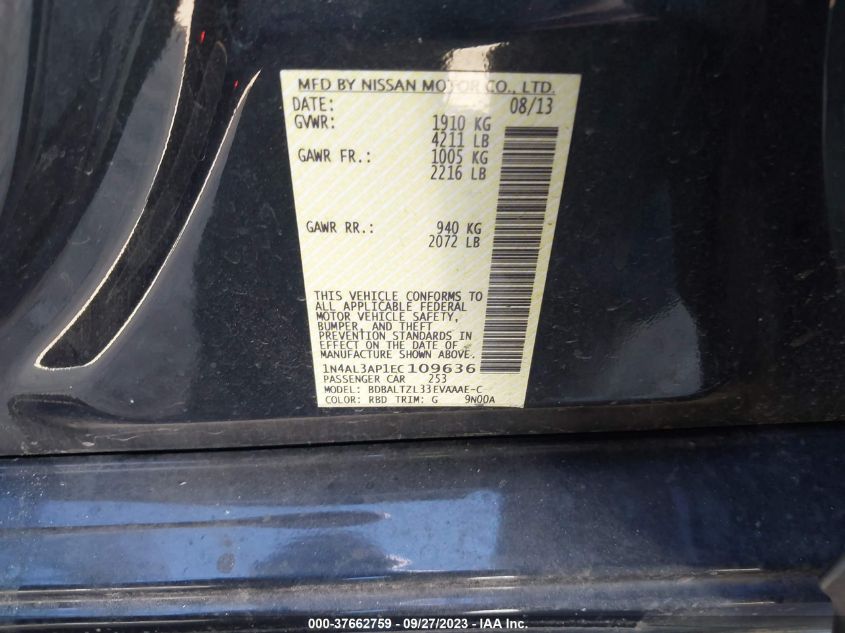 MFD BY NISSAN MOTOR CO., LTD.
DATE: 08/13
GVWR: 1910 KG
4211 LB
GAWR FR.: 1005 KG
2216 LB
GAWR RR.: 940 KG
2072 LB
THIS VEHICLE CONFORMS TO
ALL APPLICABLE FEDERAL
MOTOR VEHICLE SAFETY,
BUMPER, AND THEFT
PREVENTION STANDARDS IN
EFFECT ON THE DATE OF
MANUFACTURE SHOWN ABOVE.
1N4AL3AP1EC109636
PASSENGER CAR 253
MODEL: BDBALTZL33EVAAAE-C
COLOR: RBD TRIM: G 9N00A
000-37662759 - 09/27/2023 - IAA Inc.